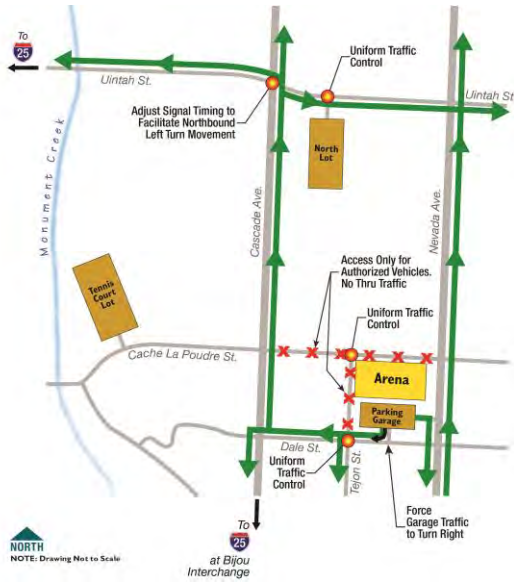 To
25
Uintah St.
Uniform Traffic
Control
Uintah St.
Adjust Signal Timing to
Facilitate Northbound
Left Turn Movement
North
Lot
Monument Creek
Cascade Ave.
Nevada Ave.
Access Only for
Authorized Vehicles.
No Thru Traffic
Tennis
Court
Lot
Uniform Traffic
Control
Cache La Poudre St.
Arena
Parking
Garage
Dale St.
Uniform
Traffic
Control
Tejon St.
Force
Garage Traffic
to Turn Right
NORTH
NOTE: Drawing Not to Scale
To
25
at Bijou
Interchange